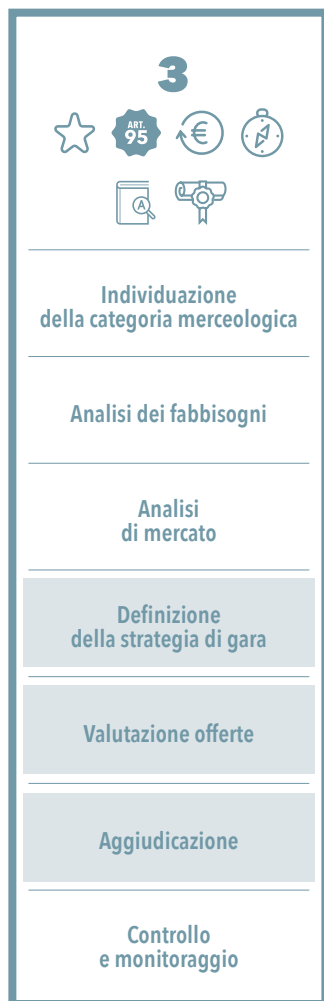 3
ART.
95
€
A
Individuazione
della categoria merceologica
Analisi dei fabbisogni
Analisi
di mercato
Definizione
della strategia di gara
Valutazione offerte
Aggiudicazione
Controllo
e monitoraggio